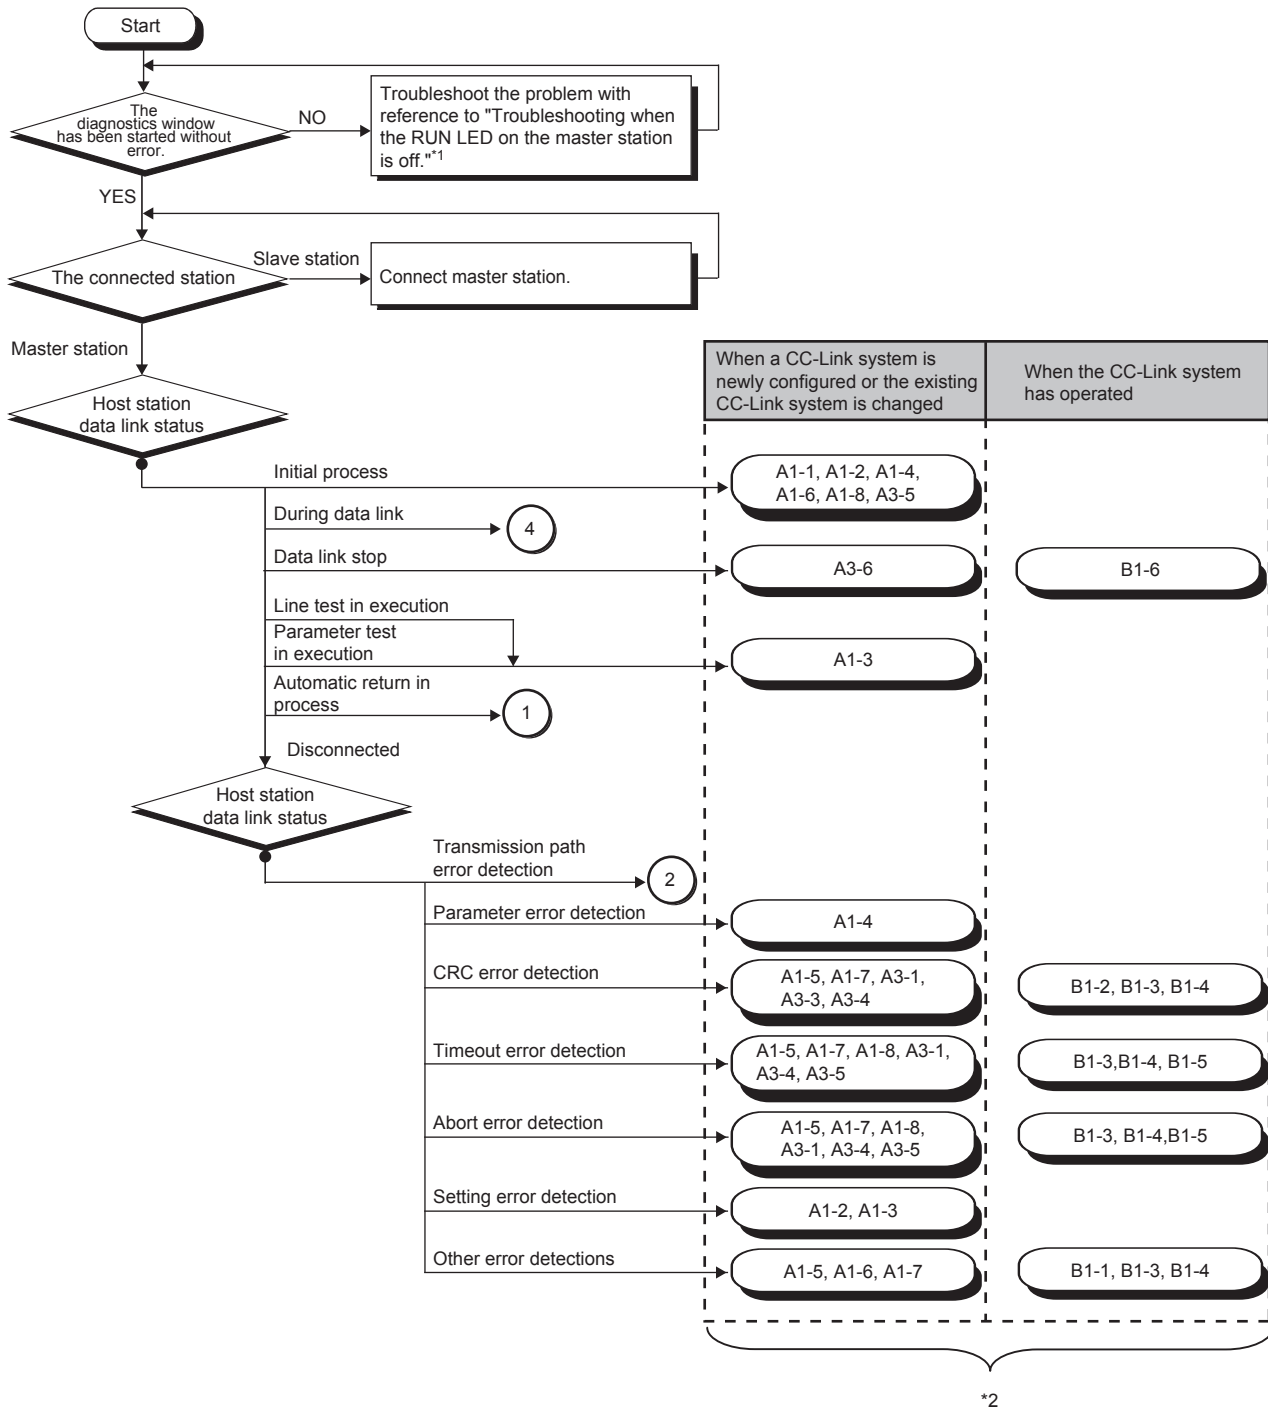 Start
The
diagnostics window
has been started without
error.
NO
Troubleshoot the problem with
reference to "Troubleshooting when
the RUN LED on the master station
is off."*1
YES
The connected station
Slave station
Connect master station.
Master station
When a CC-Link system is
newly configured or the existing
CC-Link system is changed
When the CC-Link system
has operated
Host station
data link status
Initial process
A1-1, A1-2, A1-4,
A1-6, A1-8, A3-5
During data link
4
Data link stop
A3-6
B1-6
Line test in execution
Parameter test
in execution
A1-3
Automatic return in
process
1
Disconnected
Host station
data link status
Transmission path
error detection
2
Parameter error detection
A1-4
CRC error detection
A1-5, A1-7, A3-1,
A3-3, A3-4
B1-2, B1-3, B1-4
Timeout error detection
A1-5, A1-7, A1-8, A3-1,
A3-4, A3-5
B1-3,B1-4, B1-5
Abort error detection
A1-5, A1-7, A1-8,
A3-1, A3-4, A3-5
B1-3, B1-4,B1-5
Setting error detection
A1-2, A1-3
Other error detections
A1-5, A1-6, A1-7
B1-1, B1-3, B1-4
*2